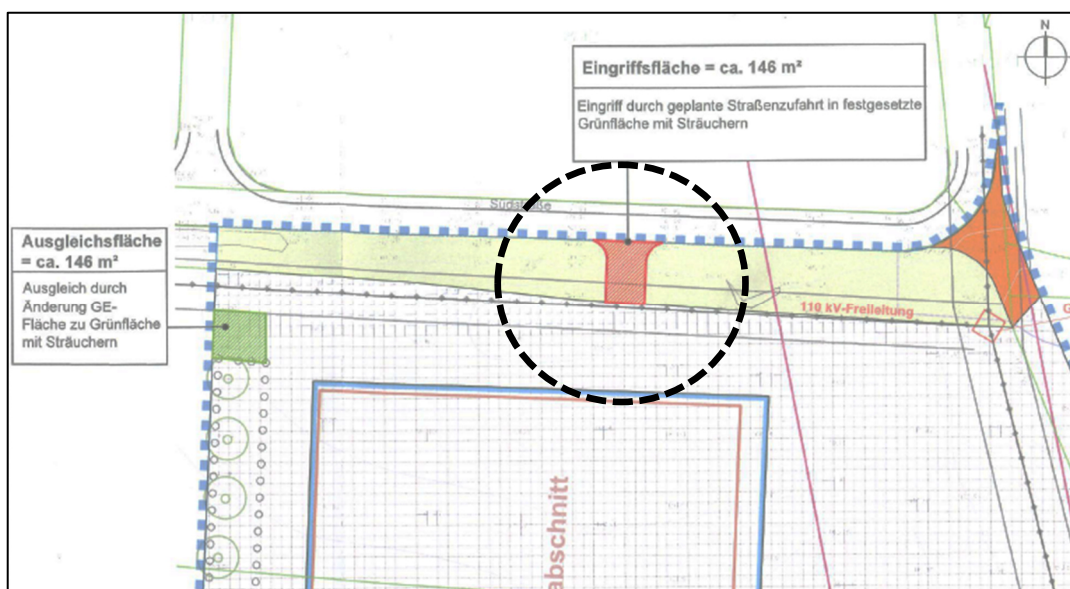 N
Eingriffsfläche = ca. 146 m²
Eingriff durch geplante Straßenzufahrt in festgesetzte
Grünfläche mit Sträuchern
Südstraße
Ausgleichsfläche
= ca. 146 m²
Ausgleich durch
Änderung GE-
Fläche zu Grünfläche
mit Sträuchern
110 kV-Freileitung
G
abschnitt